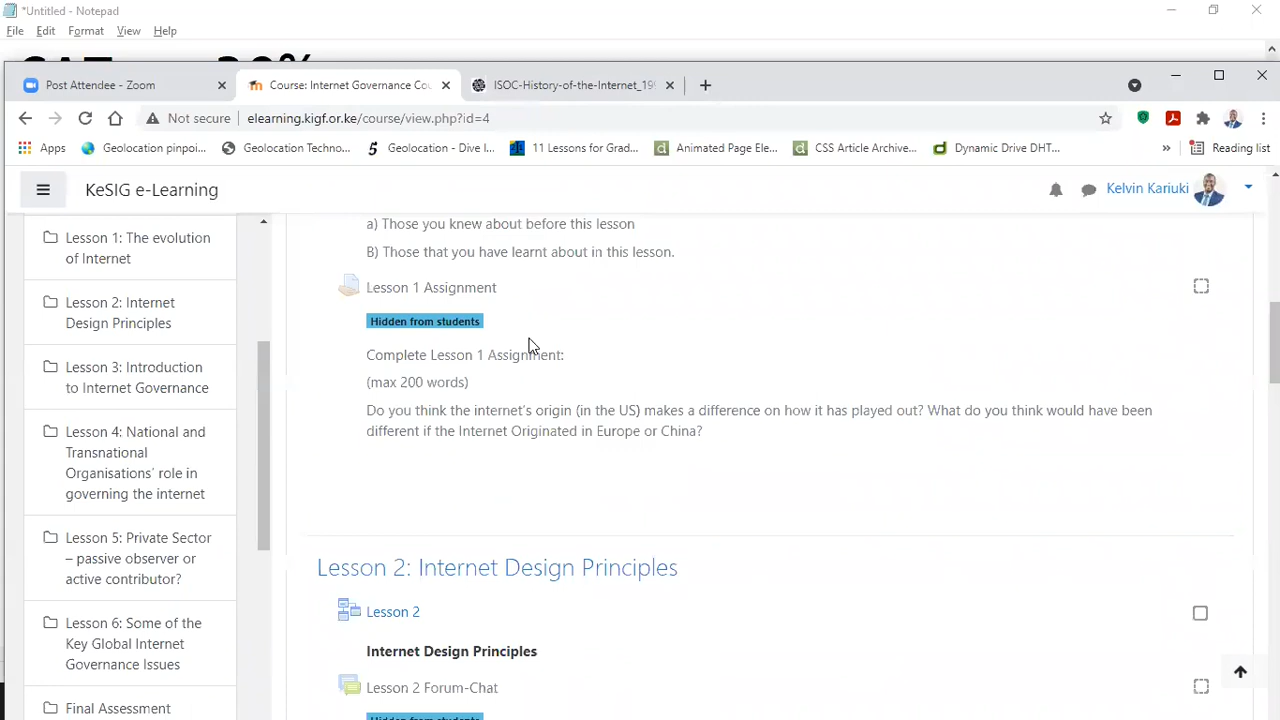 *Untitled - Notepad
File Edit Format View Help
Post Attendee - Zoom
Course: Internet Governance Cou
ISOC-History-of-the-Internet_199
Not secure
elearning.kigf.or.ke/course/view.php?id=4
Apps
Geolocation pinpoi...
Geolocation Techno...
Geolocation - Dive I...
11 Lessons for Grad...
Animated Page Ele...
CSS Article Archive...
Dynamic Drive DHT...
»
Reading list
KeSIG e-Learning
Kelvin Kariuki
Lesson 1: The evolution
of Internet
Lesson 2: Internet
Design Principles
Lesson 3: Introduction
to Internet Governance
Lesson 4: National and
Transnational
Organisations' role in
governing the internet
Lesson 5: Private Sector
– passive observer or
active contributor?
Lesson 6: Some of the
Key Global Internet
Governance Issues
Final Assessment
a) Those you knew about before this lesson
B) Those that you have learnt about in this lesson.
Lesson 1 Assignment
Hidden from students
Complete Lesson 1 Assignment:
(max 200 words)
Do you think the internet's origin (in the US) makes a difference on how it has played out? What do you think would have been
different if the Internet Originated in Europe or China?
Lesson 2: Internet Design Principles
Lesson 2
Internet Design Principles
Lesson 2 Forum-Chat
Hidden from students